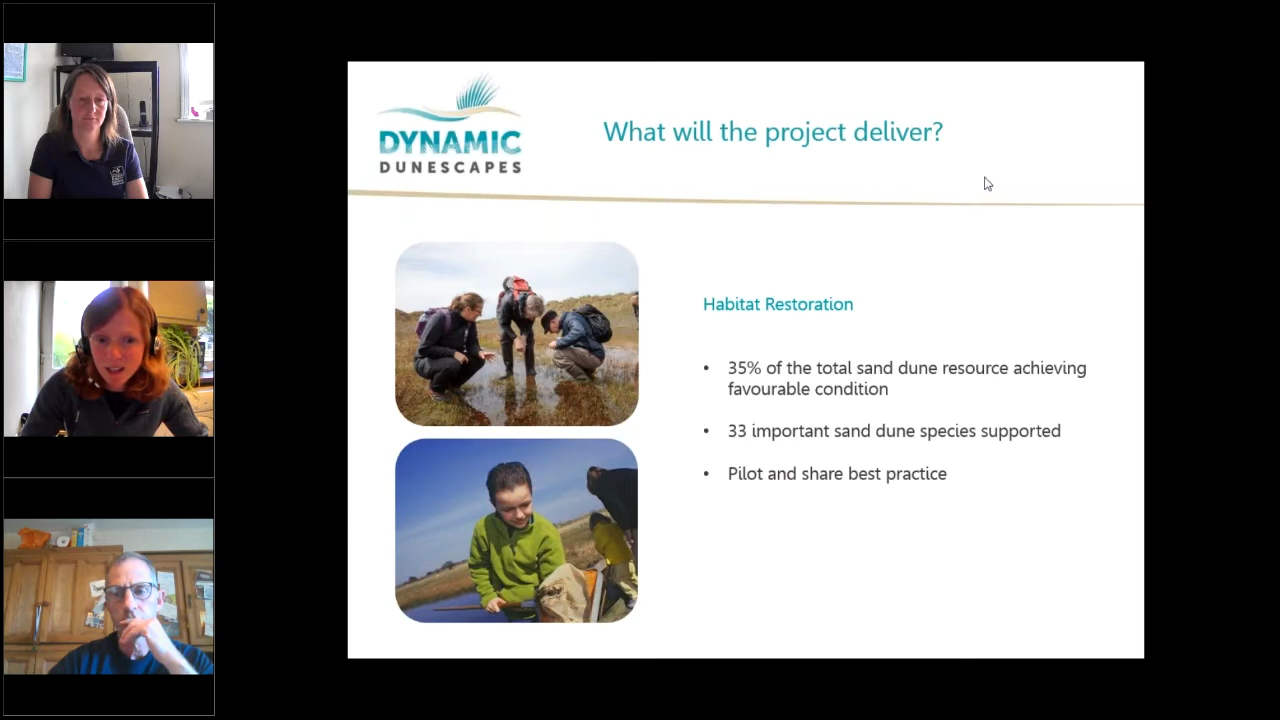 DYNAMIC
DUNESCAPES
What will the project deliver?
Habitat Restoration
• 35% of the total sand dune resource achieving
favourable condition
• 33 important sand dune species supported
• Pilot and share best practice